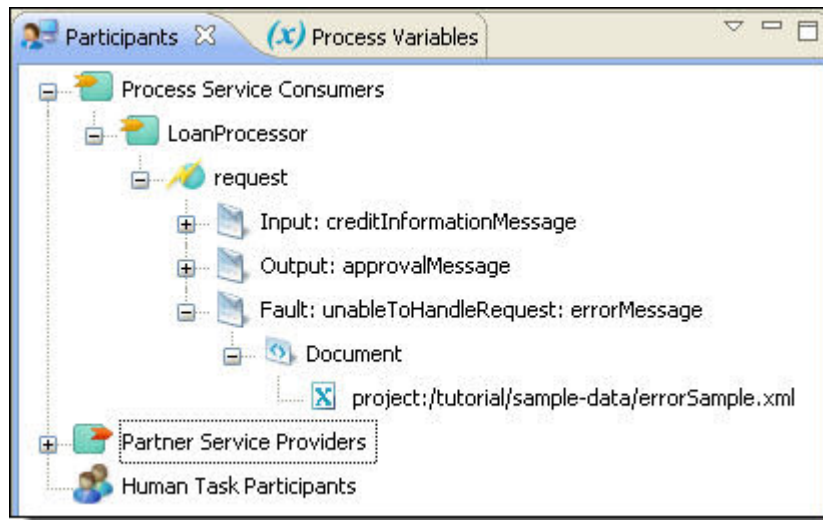 Participants (x) Process Variables
Process Service Consumers
LoanProcessor
request
Input: creditInformationMessage
Output: approvalMessage
Fault: unableToHandleRequest: errorMessage
Document
project:/tutorial/sample-data/errorSample.xml
Partner Service Providers
Human Task Participants